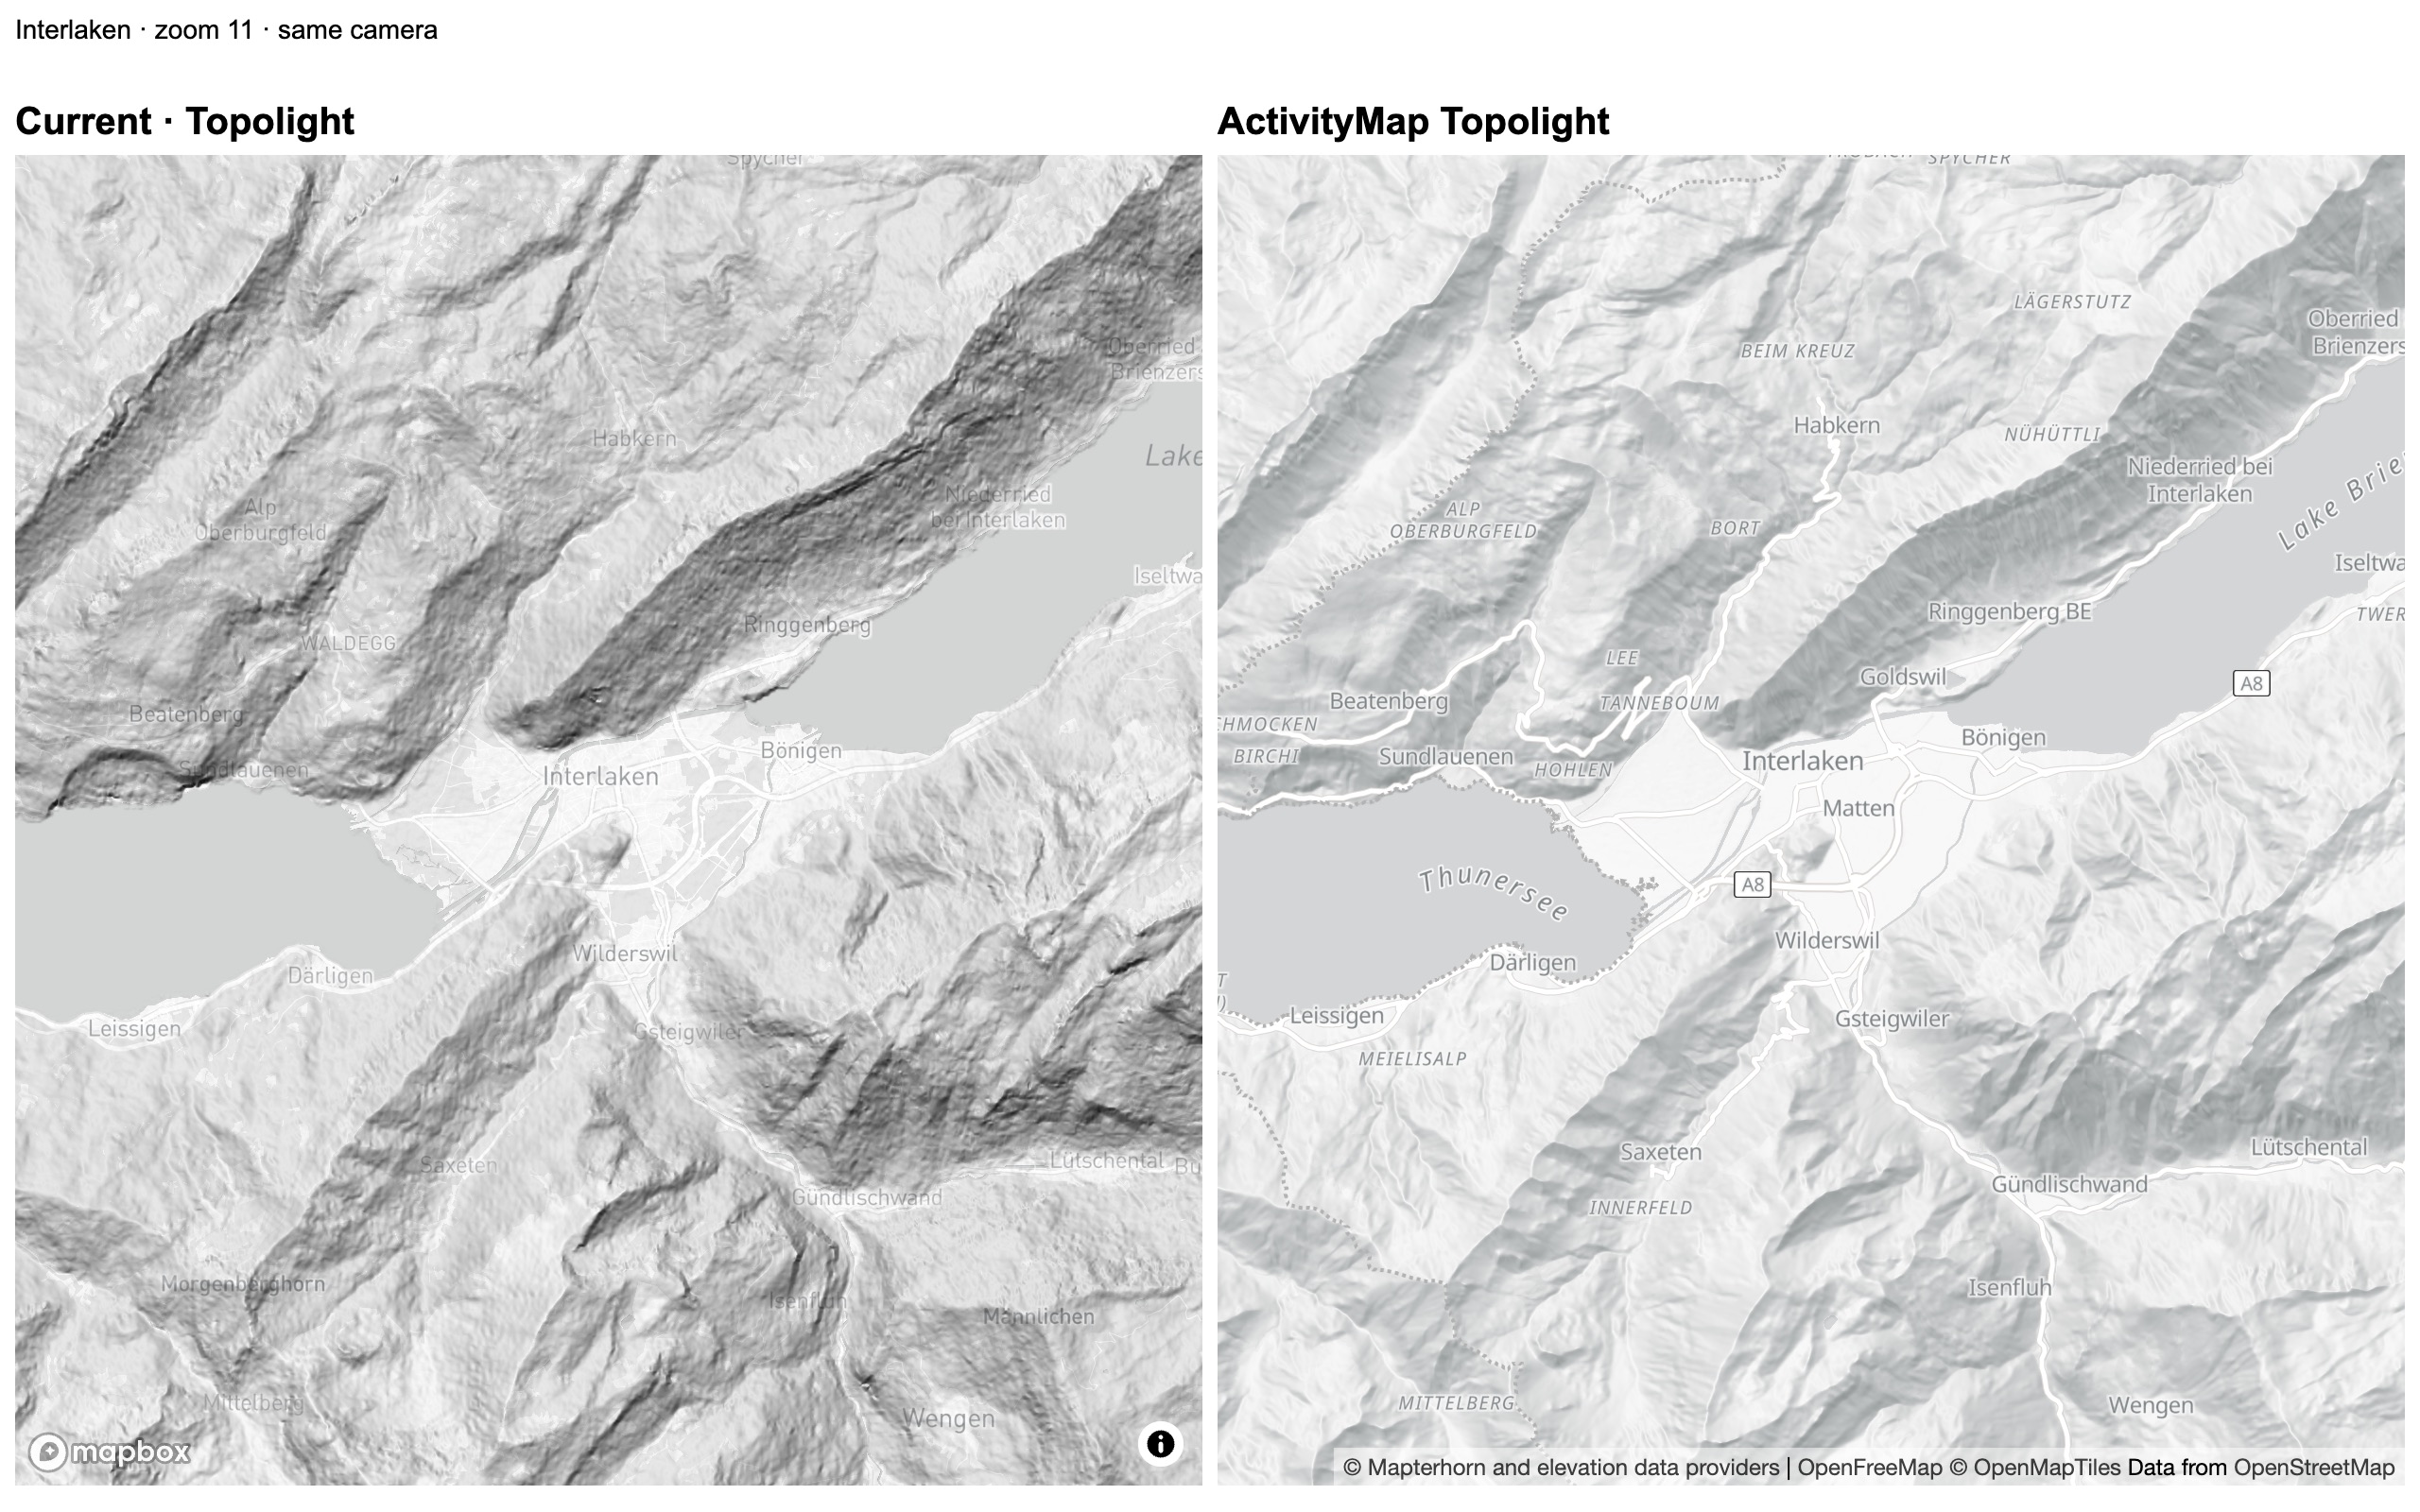 Interlaken · zoom 11 · same camera
Current · Topolight
ActivityMap Topolight
Spycher
Oberried
Brienzers
Lake
Habkern
Niederried
bei Interlaken
Alp
Oberburgfeld
Iseltwa
Ringgenberg
WALDEGG
Beatenberg
Bönigen
Sundlauenen
Interlaken
Wilderswil
Därligen
Leissigen
Gsteigwiler
Saxeten
Lütschental
Bu
Gündlischwand
Morgenberghorn
Isenfluh
Männlichen
Mittelberg
Wengen
mapbox
SPYCHER
LÄGERSTUTZ
Oberried
Brienzers
BEIM KREUZ
Habkern
NÜHÜTTLI
Niederried bei
Interlaken
ALP
OBERBURGFELD
BORT
Lake Brie
Iseltwa
Ringgenberg BE
TWER
LEE
Goldswil
A8
Beatenberg
TANNEBOUM
CHMOCKEN
BIRCHI
Sundlauenen
HOHLEN
Interlaken
Bönigen
Matten
Thunersee
A8
Wilderswil
Därligen
Leissigen
Gsteigwiler
MEIELISALP
Saxeten
Lütschental
INNERFELD
Gündlischwand
Isenfluh
MITTELBERG
Wengen
© Mapterhorn and elevation data providers | OpenFreeMap © OpenMapTiles Data from OpenStreetMap